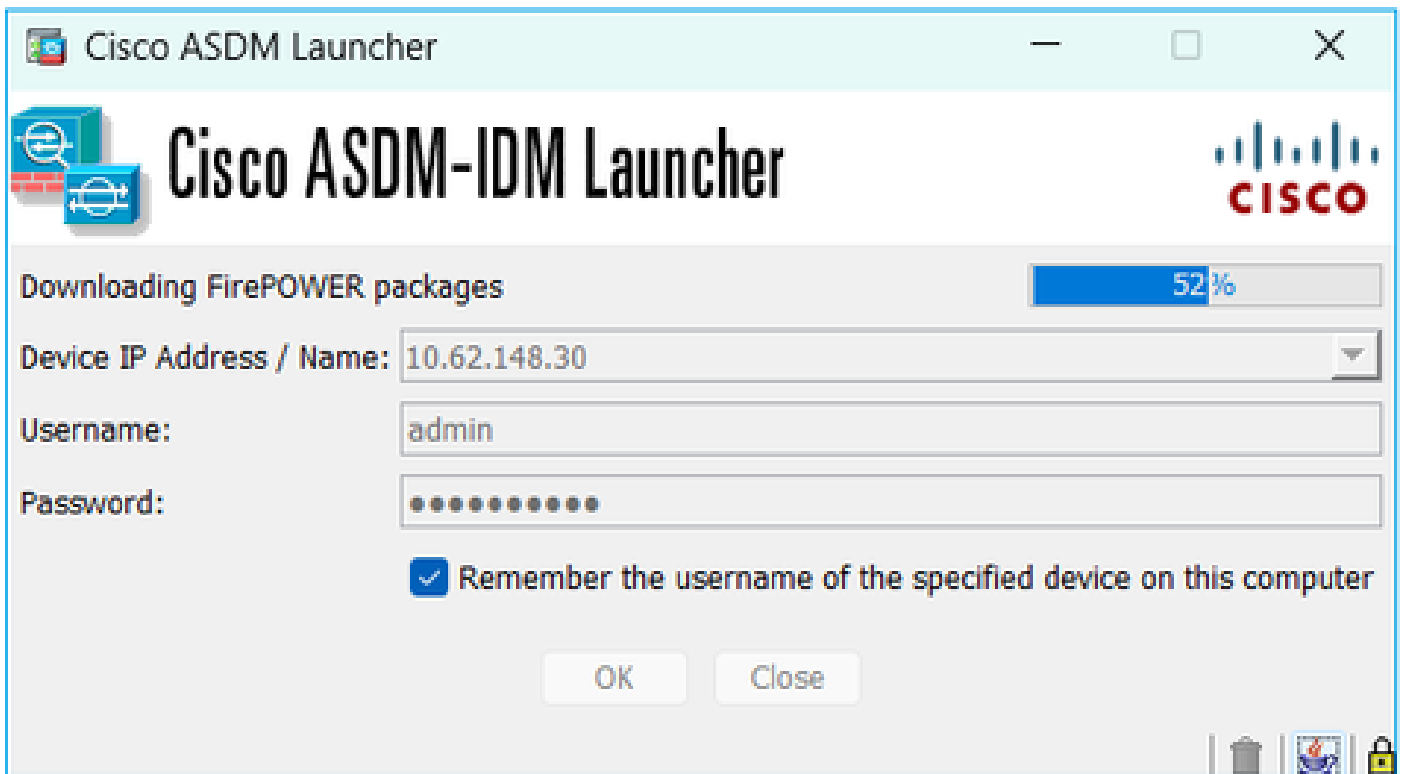 Cisco ASDM Launcher
Cisco ASDM-IDM Launcher
CISCO
Downloading FirePOWER packages
52%
Device IP Address / Name: 10.62.148.30
Username: admin
Password: ●●●●●●●●●●
Remember the username of the specified device on this computer
OK Close